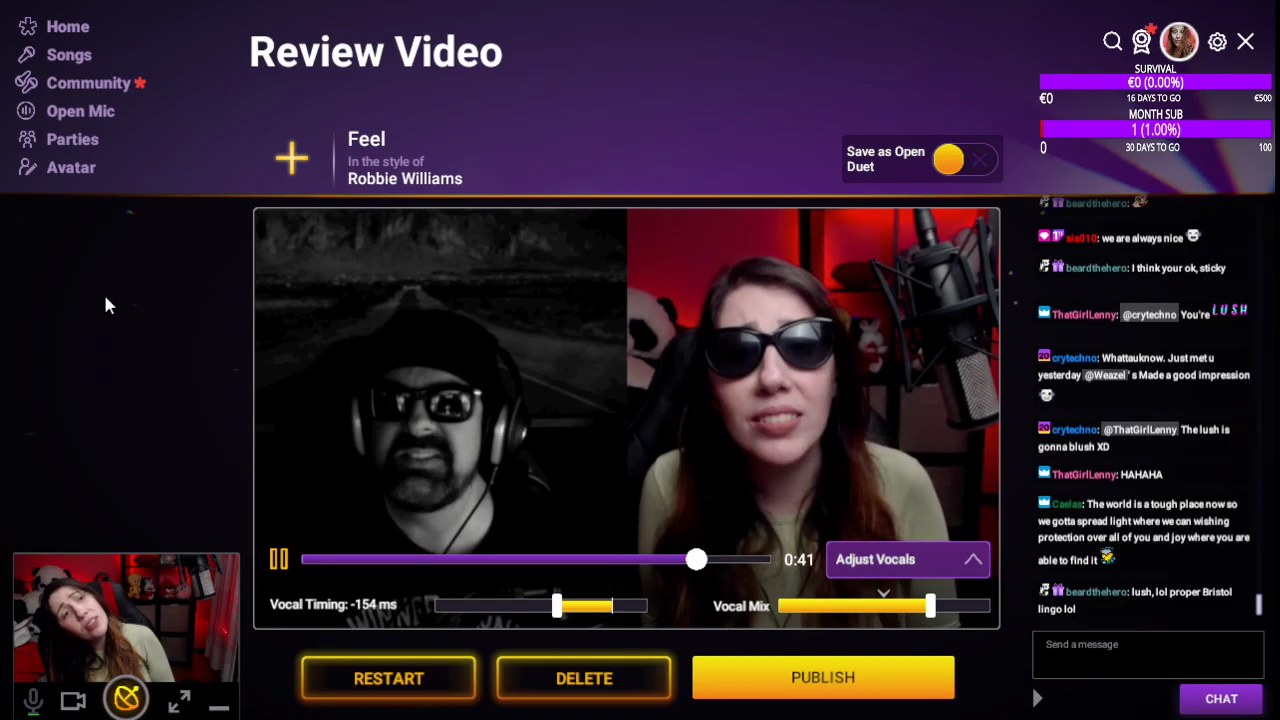 Home
Songs
Community
Open Mic
Parties
Avatar
Review Video
Feel
In the style of
Robbie Williams
Save as Open
Duet
SURVIVAL
€0 (0.00%)
€0 16 DAYS TO GO €500
MONTH SUB
1 (1.00%)
0 30 DAYS TO GO 100
beardthehero:
sis010: we are always nice
beardthehero: I think your ok, sticky
ThatGirlLenny: @crytechno You're LUSH
20 crytechno: Whattauknow. Just met u
yesterday @Weazel 's Made a good impression
20 crytechno: @ThatGirlLenny The lush is
gonna blush XD
ThatGirlLenny: HAHAHA
Caelas: The world is a tough place now so
we gotta spread light where we can wishing
protection over all of you and joy where you are
able to find it
beardthehero: lush, lol proper Bristol
lingo lol
Send a message
CHAT
0:41
Adjust Vocals
Vocal Timing: -154 ms
Vocal Mix
RESTART
DELETE
PUBLISH